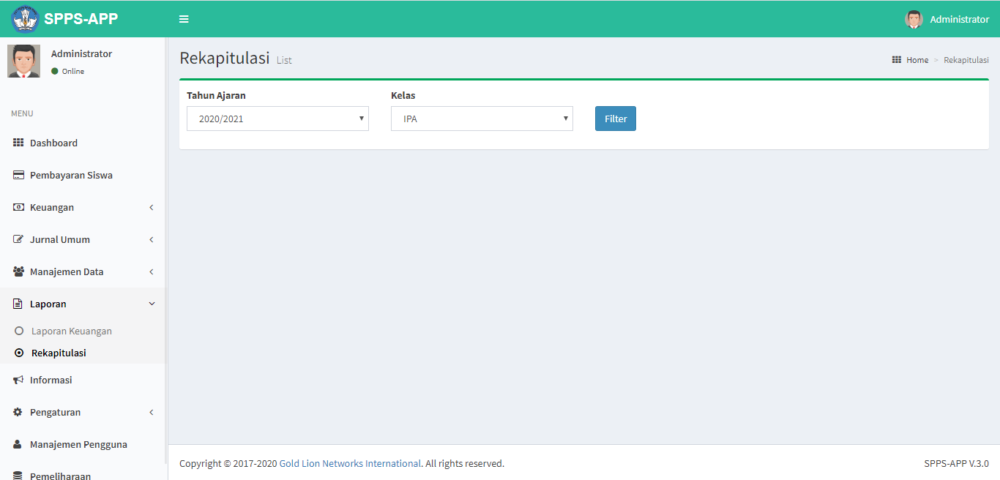 SPPS-APP
Administrator
Administrator
Online
MENU
Dashboard
Pembayaran Siswa
Keuangan
Jurnal Umum
Manajemen Data
Laporan
Laporan Keuangan
Rekapitulasi
Informasi
Pengaturan
Manajemen Pengguna
Pemeliharaan
Rekapitulasi List
Home > Rekapitulasi
Tahun Ajaran
Kelas
2020/2021
IPA
Filter
Copyright © 2017-2020 Gold Lion Networks International. All rights reserved.
SPPS-APP V.3.0